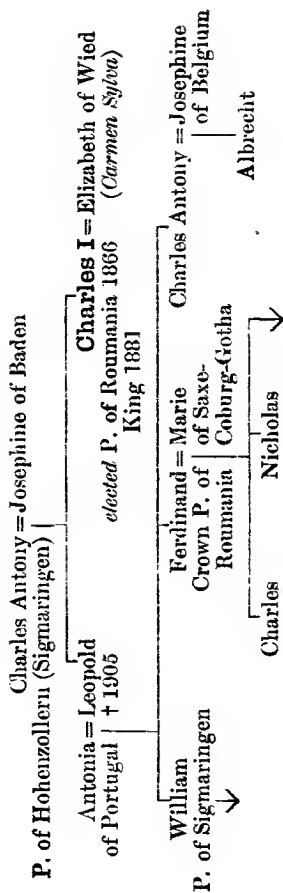 Charles Antony = Josephine of Baden
P. of Hohenzollern (Sigmaringen)
Antonia = Leopold
of Portugal † 1905
Charles I = Elizabeth of Wied
elected P. of Roumania 1866 (Carmen Sylva)
King 1881
William
P. of Sigmaringen
Ferdinand = Marie
Crown P. of of Saxe-
Roumania Coburg-Gotha
Charles Antony = Josephine
of Belgium
Charles
Nicholas
Albrecht